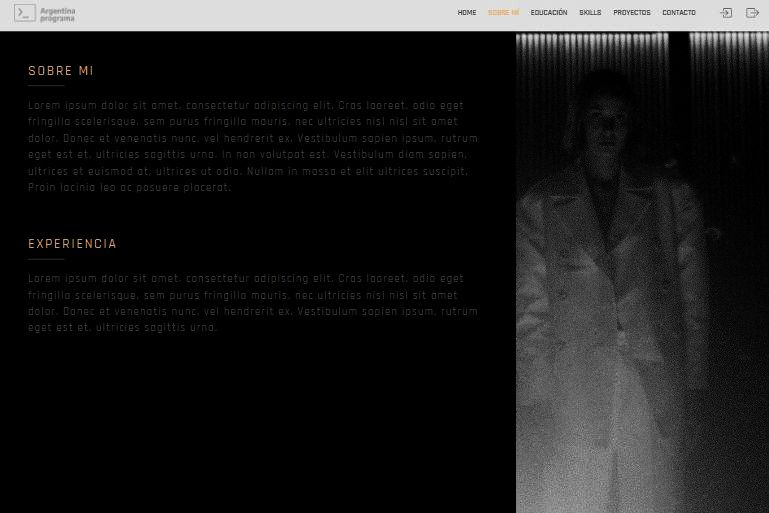 Argentina
programa
HOME SOBRE MÍ EDUCACIÓN SKILLS PROYECTOS CONTACTO
SOBRE MI
Lorem ipsum dolor sit amet, consectetur adipiscing elit. Cras laoreet, odio eget
fringilla scelerisque, sem purus fringilla mauris, nec ultricies nisl nisl sit amet
dolor. Donec et venenatis nunc, vel hendrerit ex. Vestibulum sapien ipsum, rutrum
eget est et, ultricies sagittis urna. In non volutpat est. Vestibulum diam sapien,
ultrices et euismod at, ultrices ut odio. Nullam in massa et elit ultrices suscipit.
Proin lacinia leo ac posuere placerat.
EXPERIENCIA
Lorem ipsum dolor sit amet, consectetur adipiscing elit. Cras laoreet, odio eget
fringilla scelerisque, sem purus fringilla mauris, nec ultricies nisl nisl sit amet
dolor. Donec et venenatis nunc, vel hendrerit ex. Vestibulum sapien ipsum, rutrum
eget est et, ultricies sagittis urna.